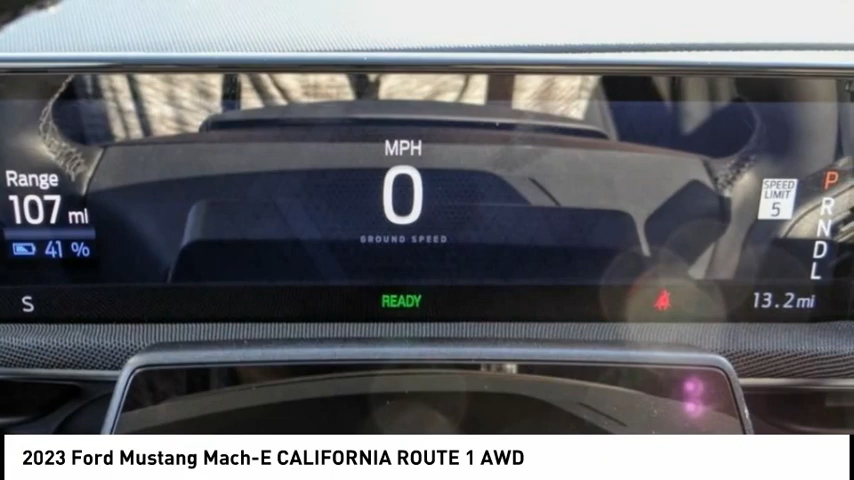 MPH
0
GROUND SPEED
Range
107 mi
41 %
SPEED
LIMIT
5
P
R
N
D
L
S
READY
13.2 mi
2023 Ford Mustang Mach-E CALIFORNIA ROUTE 1 AWD